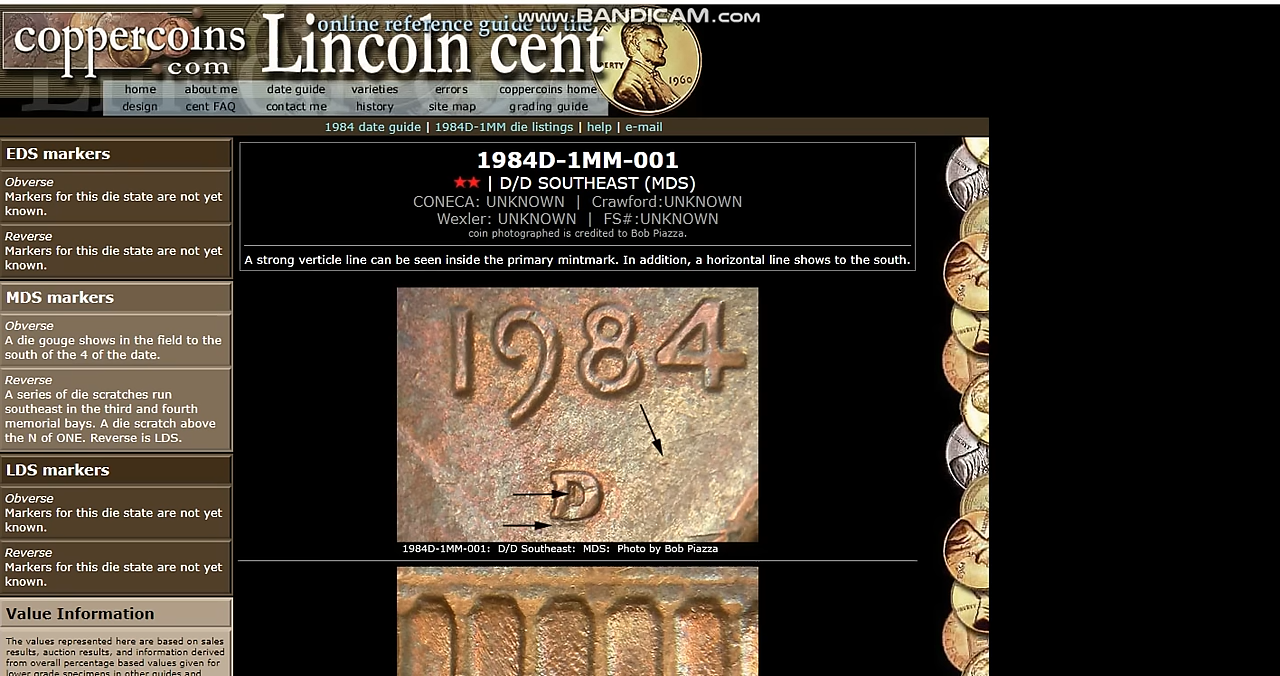 www.BANDICAM.com
coppercoins
.com
online reference guide to the
Lincoln cent
home about me date guide varieties errors coppercoins home
design cent FAQ contact me history site map grading guide
1984 date guide | 1984D-1MM die listings | help | e-mail
EDS markers
Obverse
Markers for this die state are not yet
known.
Reverse
Markers for this die state are not yet
known.
MDS markers
Obverse
A die gouge shows in the field to the
south of the 4 of the date.
Reverse
A series of die scratches run
southeast in the third and fourth
memorial bays. A die scratch above
the N of ONE. Reverse is LDS.
LDS markers
Obverse
Markers for this die state are not yet
known.
Reverse
Markers for this die state are not yet
known.
Value Information
The values represented here are based on sales
results, auction results, and information derived
from overall percentage based values given for
lower grade specimens in other guides and
1984D-1MM-001
★★ | D/D SOUTHEAST (MDS)
CONECA: UNKNOWN | Crawford:UNKNOWN
Wexler: UNKNOWN | FS#:UNKNOWN
coin photographed is credited to Bob Piazza.
A strong verticle line can be seen inside the primary mintmark. In addition, a horizontal line shows to the south.
1984
D
1984D-1MM-001: D/D Southeast: MDS: Photo by Bob Piazza
LIBERTY
1960